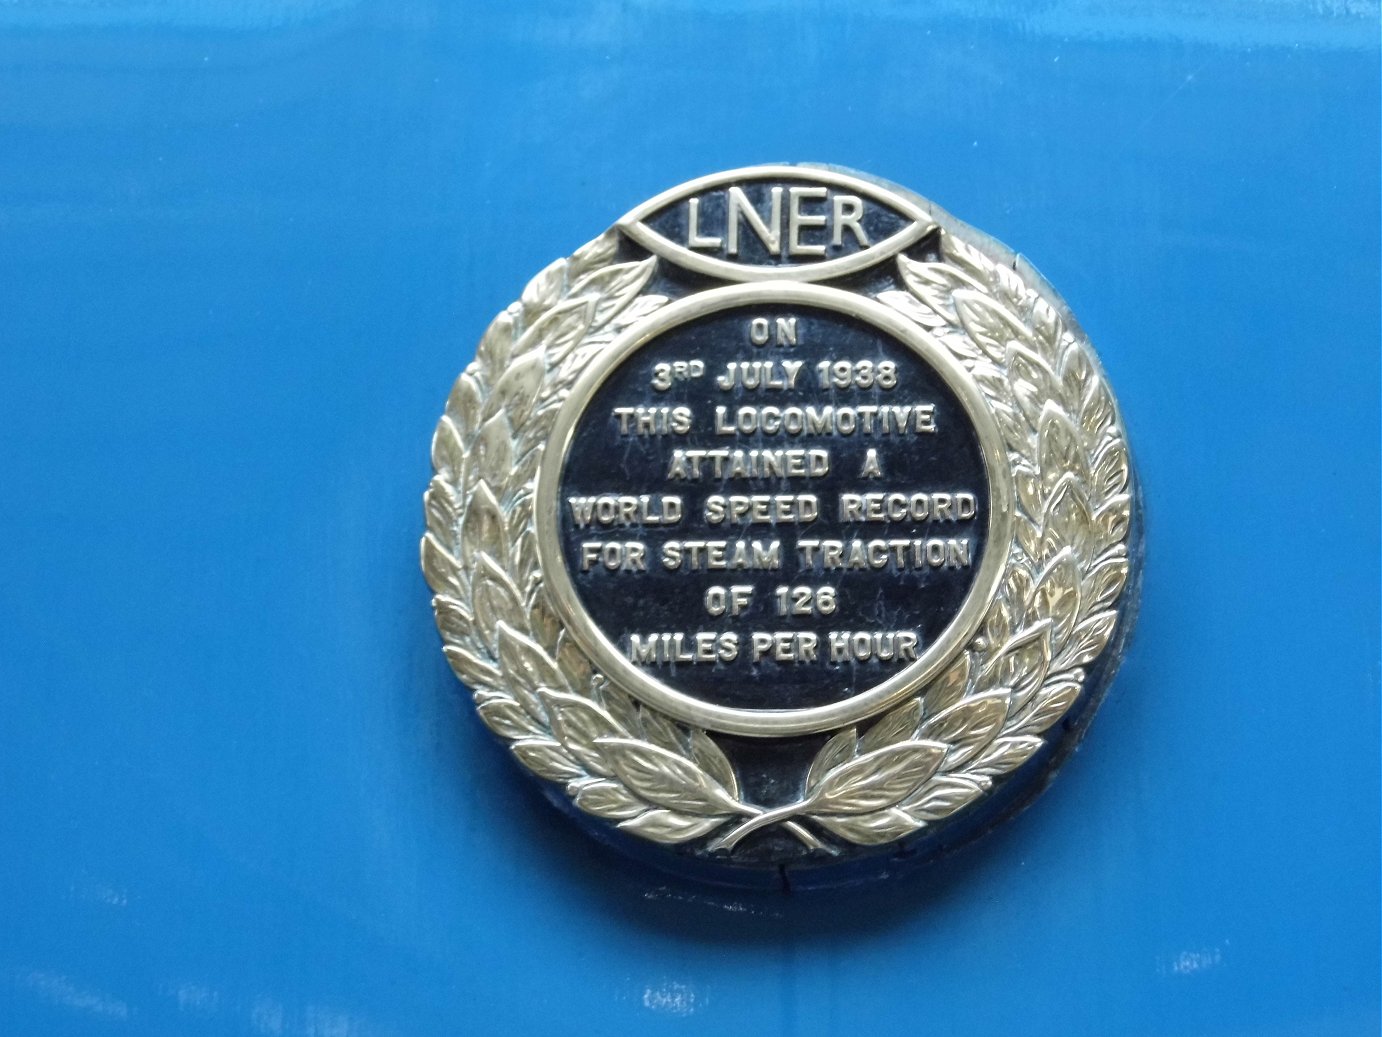 LNER
ON
3RD JULY 1938
THIS LOCOMOTIVE
ATTAINED A
WORLD SPEED RECORD
FOR STEAM TRACTION
OF 126
MILES PER HOUR